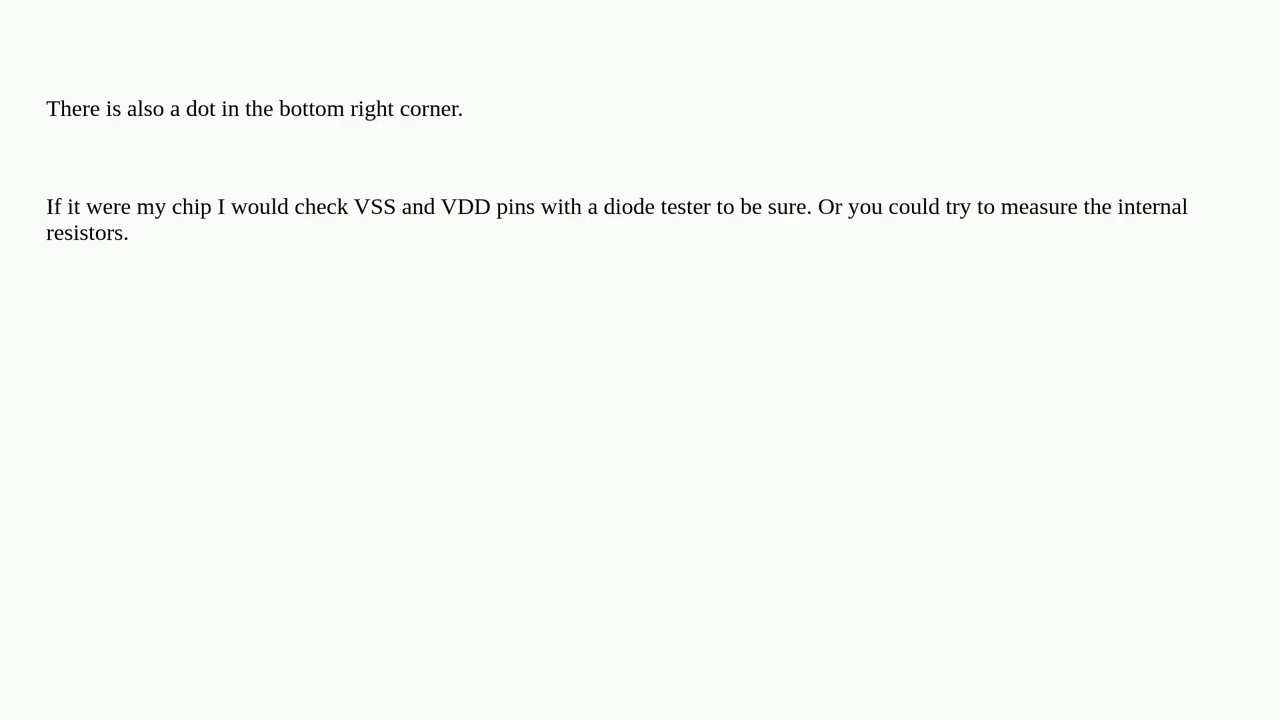 There is also a dot in the bottom right corner.
If it were my chip I would check VSS and VDD pins with a diode tester to be sure. Or you could try to measure the internal
resistors.